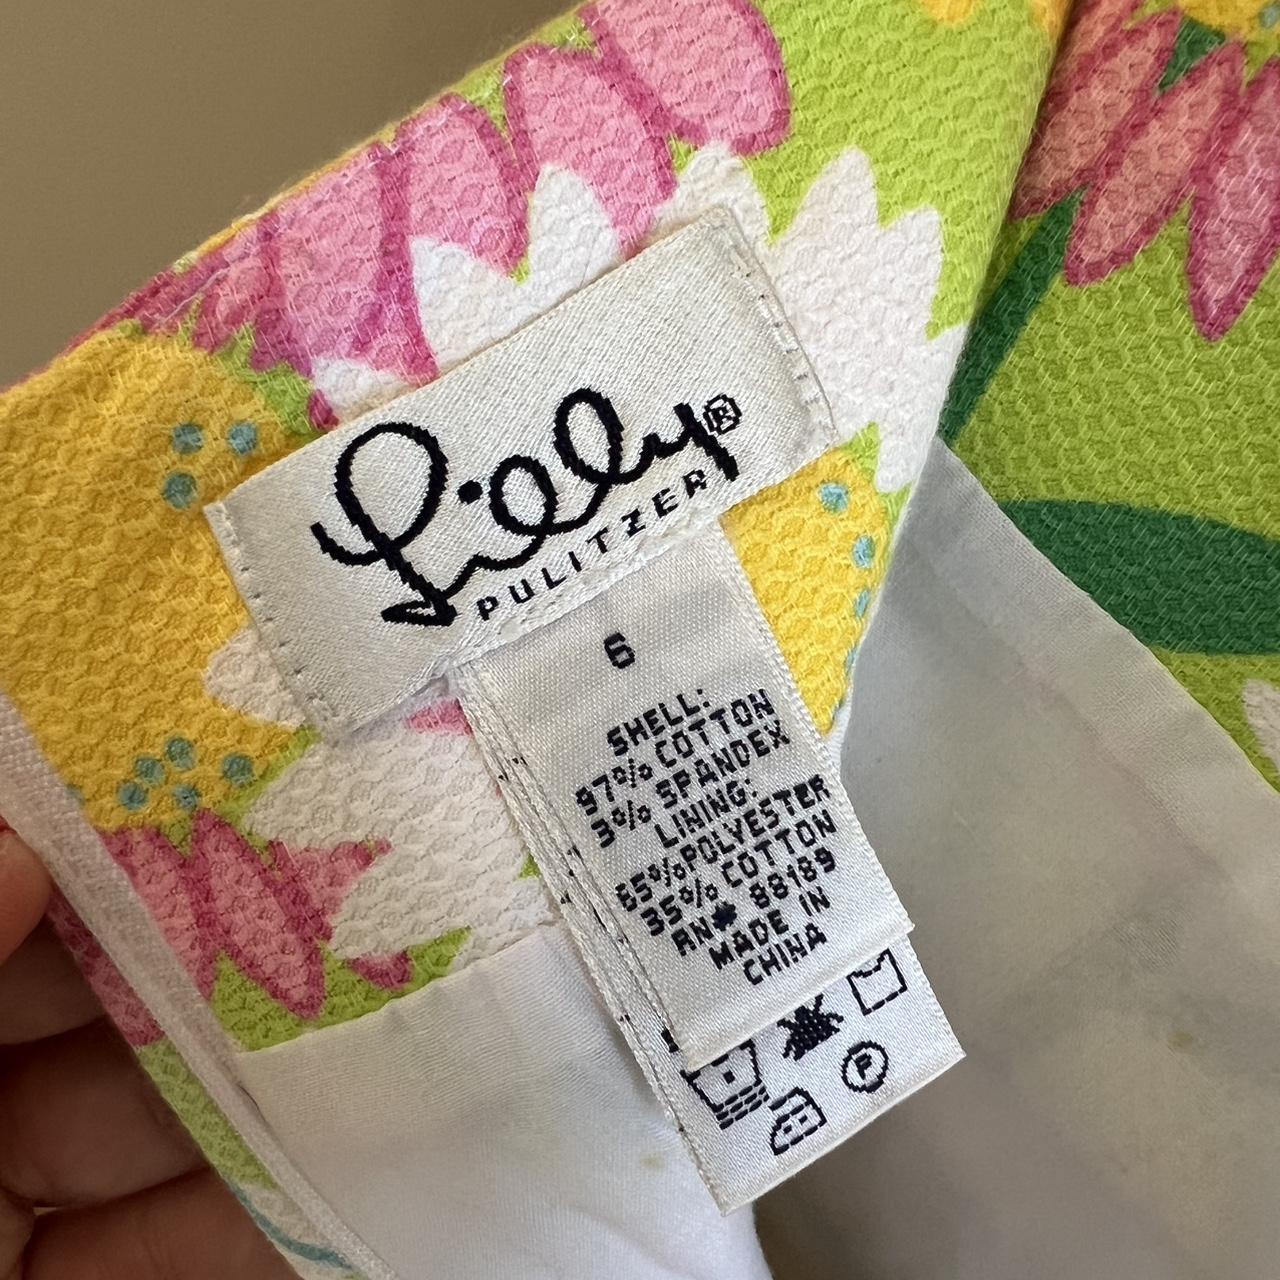 Lilly®
PULITZER
6
SHELL:
97% COTTON
3% SPANDEX
LINING:
65%POLYESTER
35% COTTON
RN# 88189
MADE IN
CHINA
P